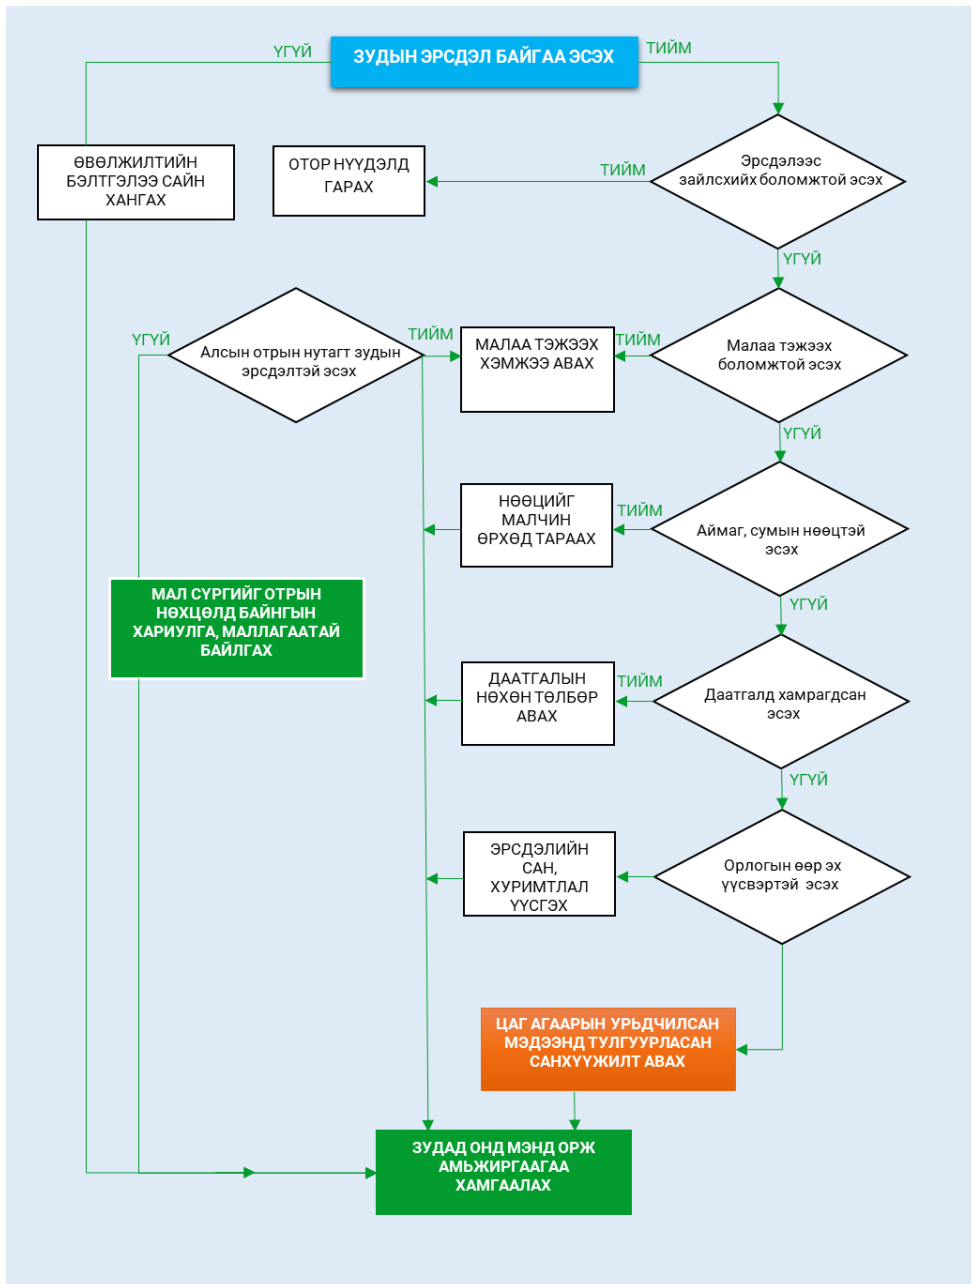 ҮГҮЙ
ЗУДЫН ЭРСДЭЛ БАЙГАА ЭСЭХ
ТИЙМ
ӨВӨЛЖИЛТИЙН
БЭЛТГЭЛЭЭ САЙН
ХАНГАХ
ОТОР НҮҮДЭЛД
ГАРАХ
ТИЙМ
Эрсдэлээс
зайлсхийх боломжтой эсэх
ҮГҮЙ
ҮГҮЙ
Алсын отрын нутагт зудын
эрсдэлтэй эсэх
ТИЙМ
МАЛАА ТЭЖЭЭХ
ХЭМЖЭЭ АВАХ
ТИЙМ
Малаа тэжээх
боломжтой эсэх
ҮГҮЙ
НӨӨЦИЙГ
МАЛЧИН
ӨРХӨД ТАРААХ
ТИЙМ
Аймаг, сумын нөөцтэй
эсэх
ҮГҮЙ
МАЛ СҮРГИЙГ ОТРЫН
НӨХЦӨЛД БАЙНГЫН
ХАРИУЛГА, МАЛЛАГААТАЙ
БАЙЛГАХ
ДААТГАЛЫН
НӨХӨН ТӨЛБӨР
АВАХ
ТИЙМ
Даатгалд хамрагдсан
эсэх
ҮГҮЙ
ЭРСДЭЛИЙН
САН,
ХУРИМТЛАЛ
ҮҮСГЭХ
Орлогын өөр эх
үүсвэртэй эсэх
ЦАГ АГААРЫН УРЬДЧИЛСАН
МЭДЭЭНД ТУЛГУУРЛАСАН
САНХҮҮЖИЛТ АВАХ
ЗУДАД ОНД МЭНД ОРЖ
АМЬЖИРГААГАА
ХАМГААЛАХ